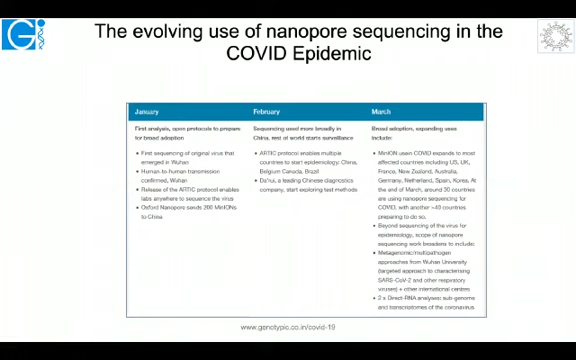 The evolving use of nanopore sequencing in the
COVID Epidemic
January
First analysis, open protocols to prepare
for broad adoption
• First sequencing of original virus that
emerged in Wuhan
• Human-to-human transmission
confirmed, Wuhan
• Release of the ARTIC protocol enables
labs anywhere to sequence the virus
• Oxford Nanopore sends 200 MinIONs
to China
February
Sequencing used more broadly in
China, rest of world starts surveillance
• ARTIC protocol enables multiple
countries to start epidemiology: China,
Belgium Canada, Brazil
• Da'rui, a leading Chinese diagnostics
company, start exploring test methods
March
Broad adoption, expanding uses
include:
• MinION use in COVID expands to most
affected countries including US, UK,
France, New Zealand, Australia,
Germany, Netherland, Spain, Korea. At
the end of March, around 30 countries
are using nanopore sequencing for
COVID, with another >40 countries
preparing to do so.
• Beyond sequencing of the virus for
epidemiology, scope of nanopore
sequencing work broadens to include:
• Metagenomic/multipathogen
approaches from Wuhan University
(targeted approach to characterising
SARS-CoV-2 and other respiratory
viruses) + other international centers
• 2 x Direct-RNA analyses: sub-genome
and transcriptomes of the coronavirus
www.genotypic.co.in/covid-19